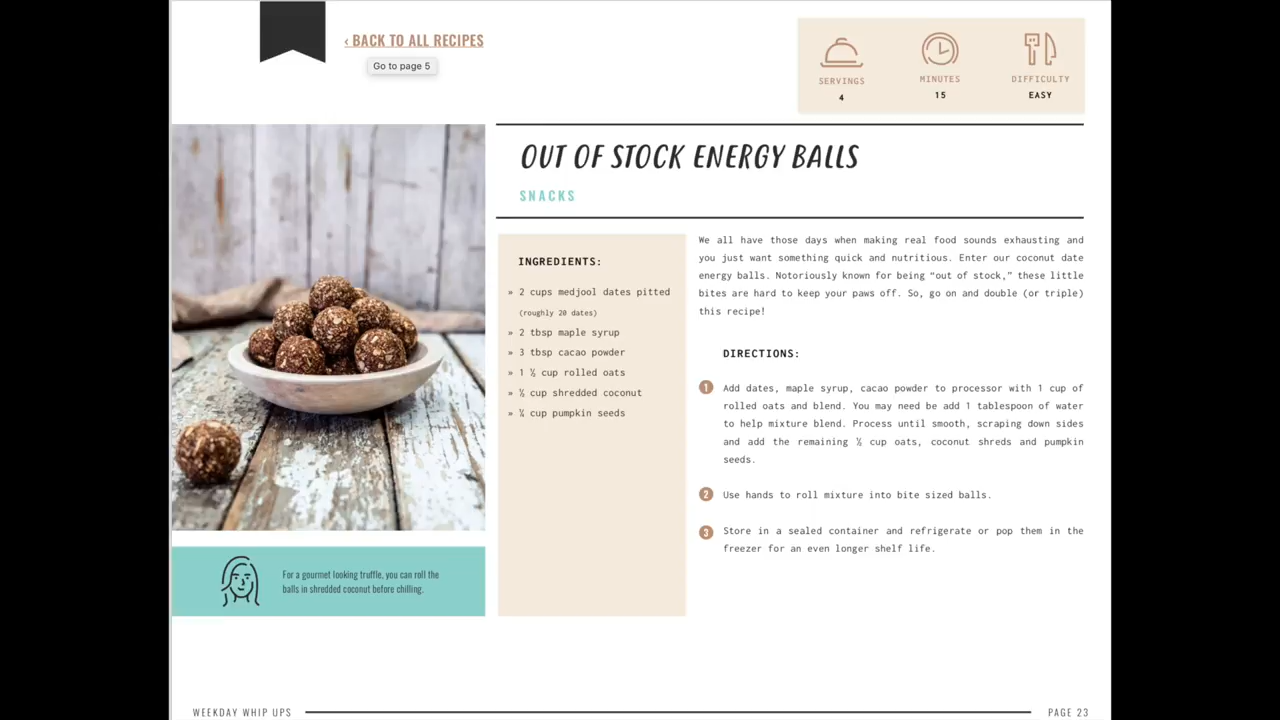 ‹ BACK TO ALL RECIPES
Go to page 5
SERVINGS
4
MINUTES
15
DIFFICULTY
EASY
OUT OF STOCK ENERGY BALLS
SNACKS
INGREDIENTS:
» 2 cups medjool dates pitted
(roughly 20 dates)
» 2 tbsp maple syrup
» 3 tbsp cacao powder
» 1 ½ cup rolled oats
» ½ cup shredded coconut
» cup pumpkin seeds
We all have those days when making real food sounds exhausting and
you just want something quick and nutritious. Enter our coconut date
energy balls. Notoriously known for being “out of stock,” these little
bites are hard to keep your paws off. So, go on and double (or triple)
this recipe!
DIRECTIONS:
1 Add dates, maple syrup, cacao powder to processor with 1 cup of
rolled oats and blend. You may need be add 1 tablespoon of water
to help mixture blend. Process until smooth, scraping down sides
and add the remaining ½ cup oats, coconut shreds and pumpkin
seeds.
2 Use hands to roll mixture into bite sized balls.
3 Store in a sealed container and refrigerate or pop them in the
freezer for an even longer shelf life.
For a gourmet looking truffle, you can roll the
balls in shredded coconut before chilling.
WEEKDAY WHIP UPS
PAGE 23